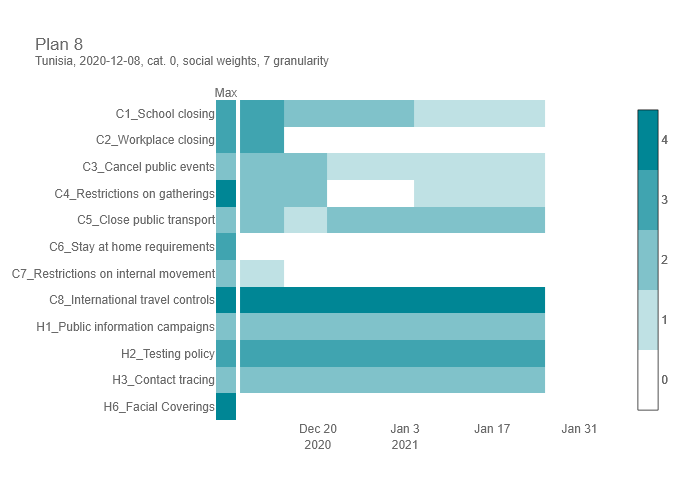 Plan 8
Tunisia, 2020-12-08, cat. 0, social weights, 7 granularity
Max
C1_School closing
C2_Workplace closing
C3_Cancel public events
C4_Restrictions on gatherings
C5_Close public transport
C6_Stay at home requirements
C7_Restrictions on internal movement
C8_International travel controls
H1_Public information campaigns
H2_Testing policy
H3_Contact tracing
H6_Facial Coverings
Dec 20 Jan 3 Jan 17 Jan 31
2020 2021
4
3
2
1
0